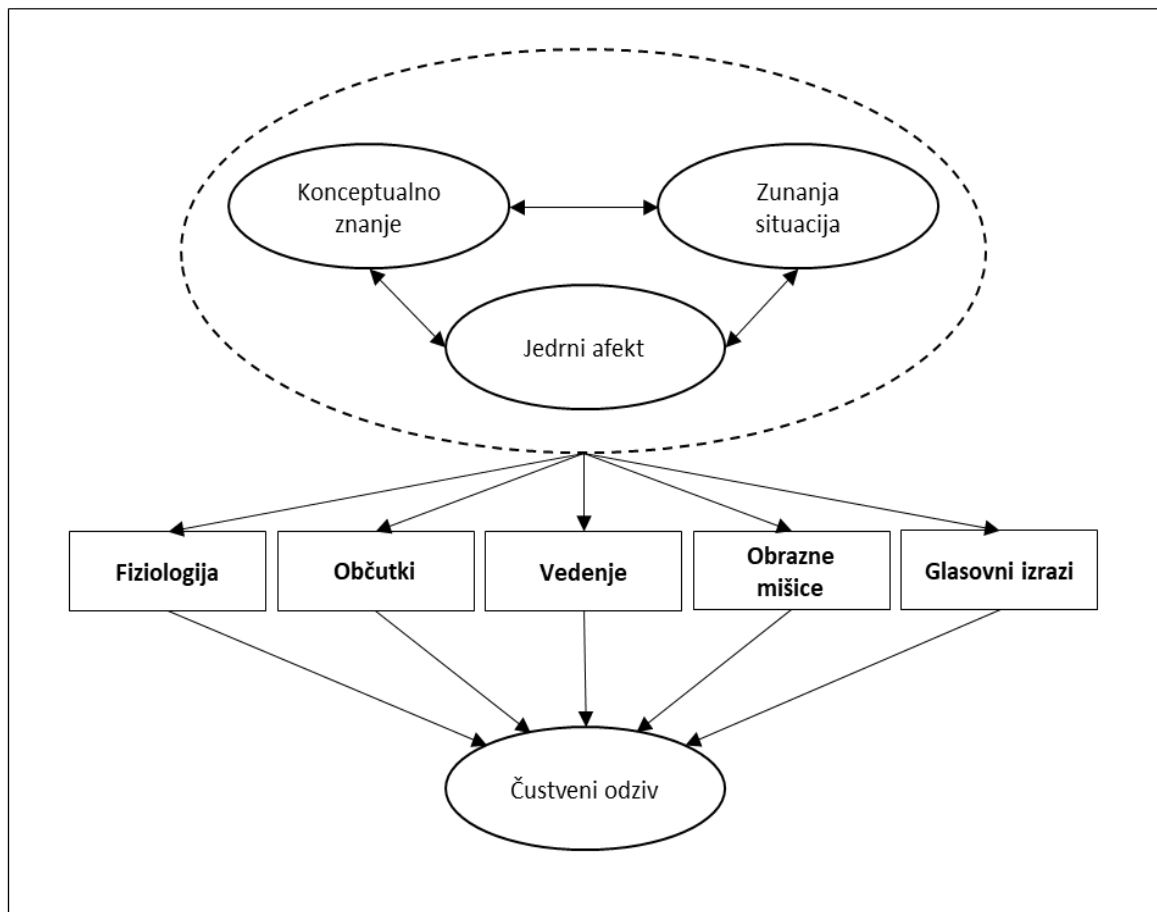 Konceptualno
znanje
Zunanja
situacija
Jedrni afekt
Fiziologija
Občutki
Vedenje
Obrazne
mišice
Glasovni izrazi
Čustveni odziv